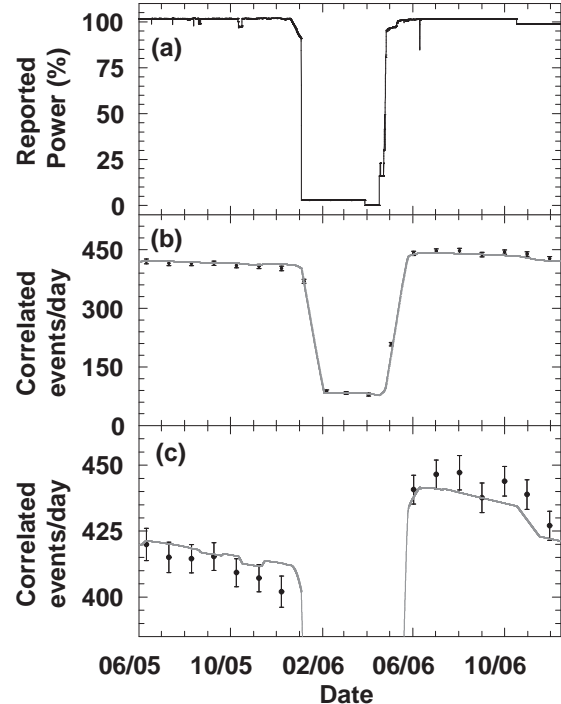 100
75
50
25
0
Reported
Power (%)
(a)
450
300
150
0
Correlated
events/day
(b)
450
425
400
Correlated
events/day
(c)
06/05 10/05 02/06 06/06 10/06
Date